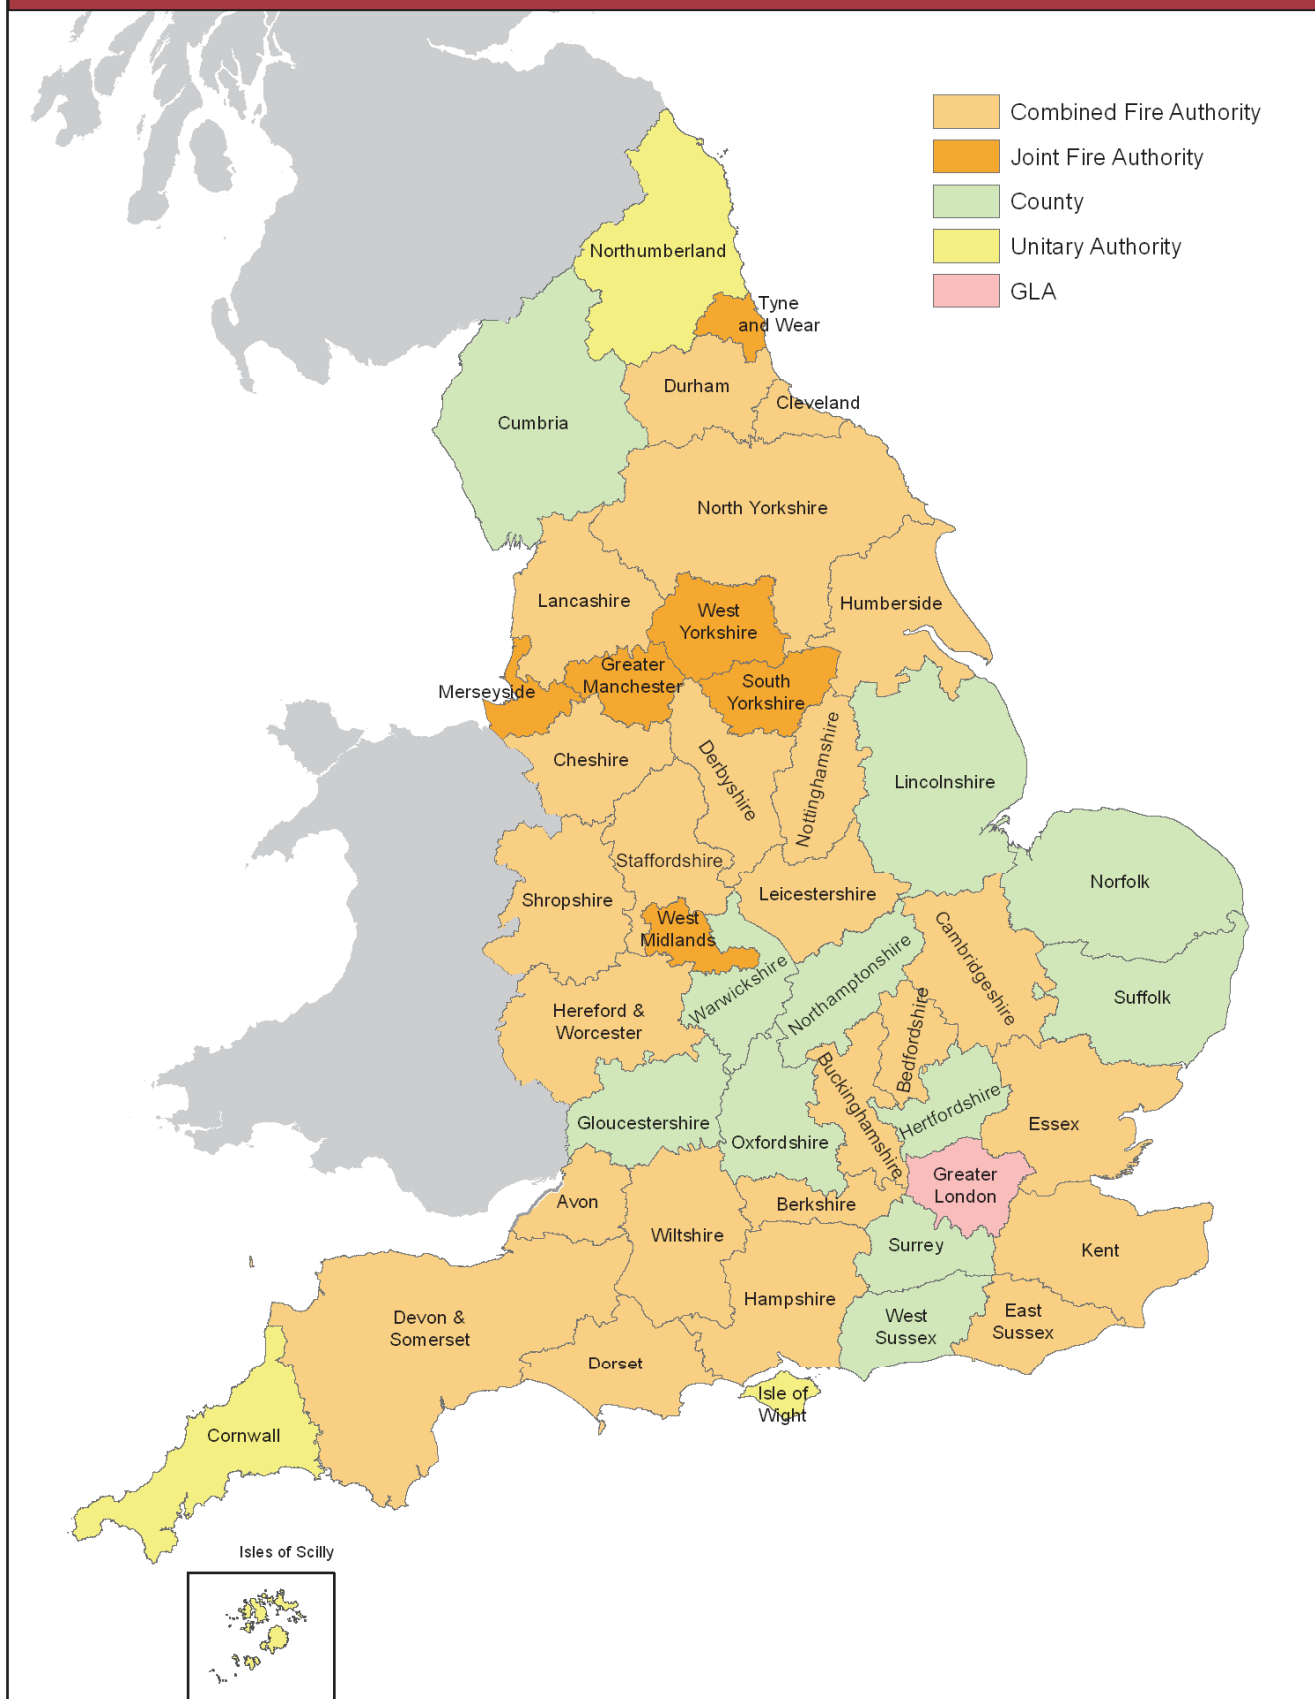 Combined Fire Authority
Joint Fire Authority
County
Unitary Authority
GLA
Northumberland
Tyne
and Wear
Durham
Cleveland
Cumbria
North Yorkshire
Lancashire
West
Yorkshire
Humberside
Greater
Manchester
South
Yorkshire
Merseyside
Cheshire
Derbyshire
Nottinghamshire
Lincolnshire
Staffordshire
Norfolk
Leicestershire
Shropshire
West
Midlands
Cambridgeshire
Warwickshire
Northamptonshire
Suffolk
Hereford &
Worcester
Bedfordshire
Buckinghamshire
Hertfordshire
Gloucestershire
Oxfordshire
Essex
Greater
London
Avon
Berkshire
Wiltshire
Surrey
Kent
Hampshire
Devon &
Somerset
West
Sussex
East
Sussex
Dorset
Isle of
Wight
Cornwall
Isles of Scilly